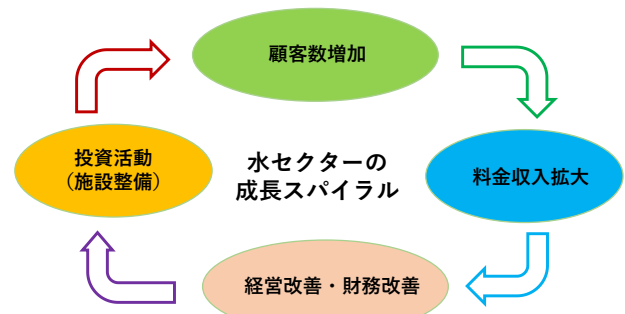 顧客数増加
投資活動
（施設整備）
水セクターの
成長スパイラル
料金収入拡大
経営改善・財務改善